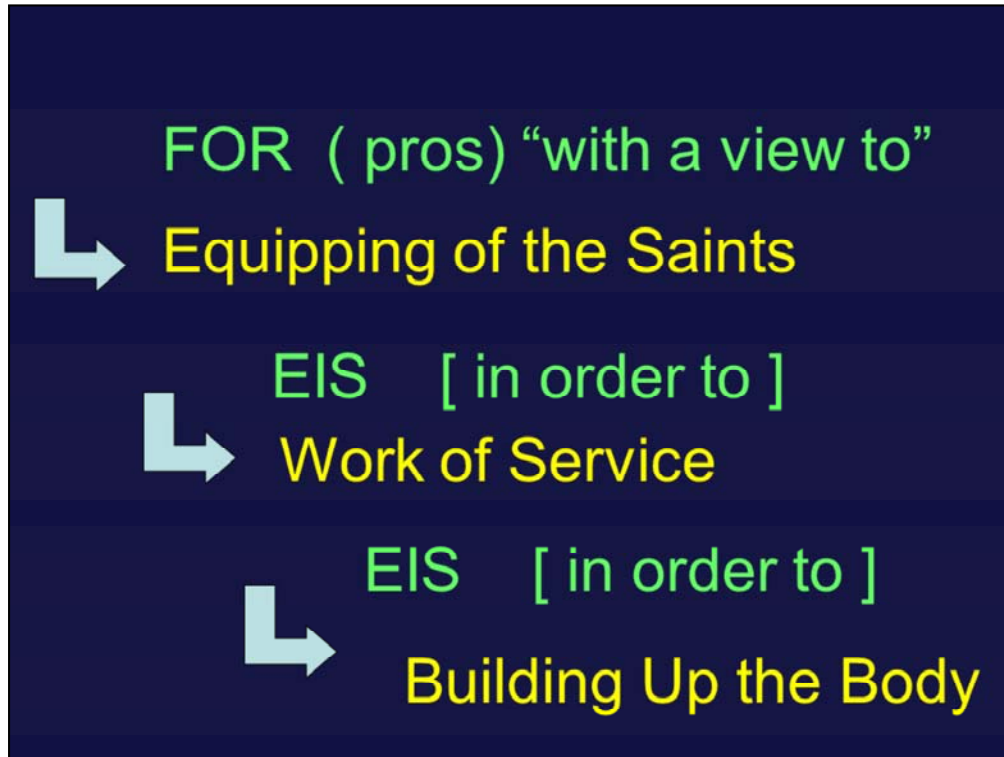 FOR ( pros) “with a view to”
Equipping of the Saints
EIS [ in order to ]
Work of Service
EIS [ in order to ]
Building Up the Body